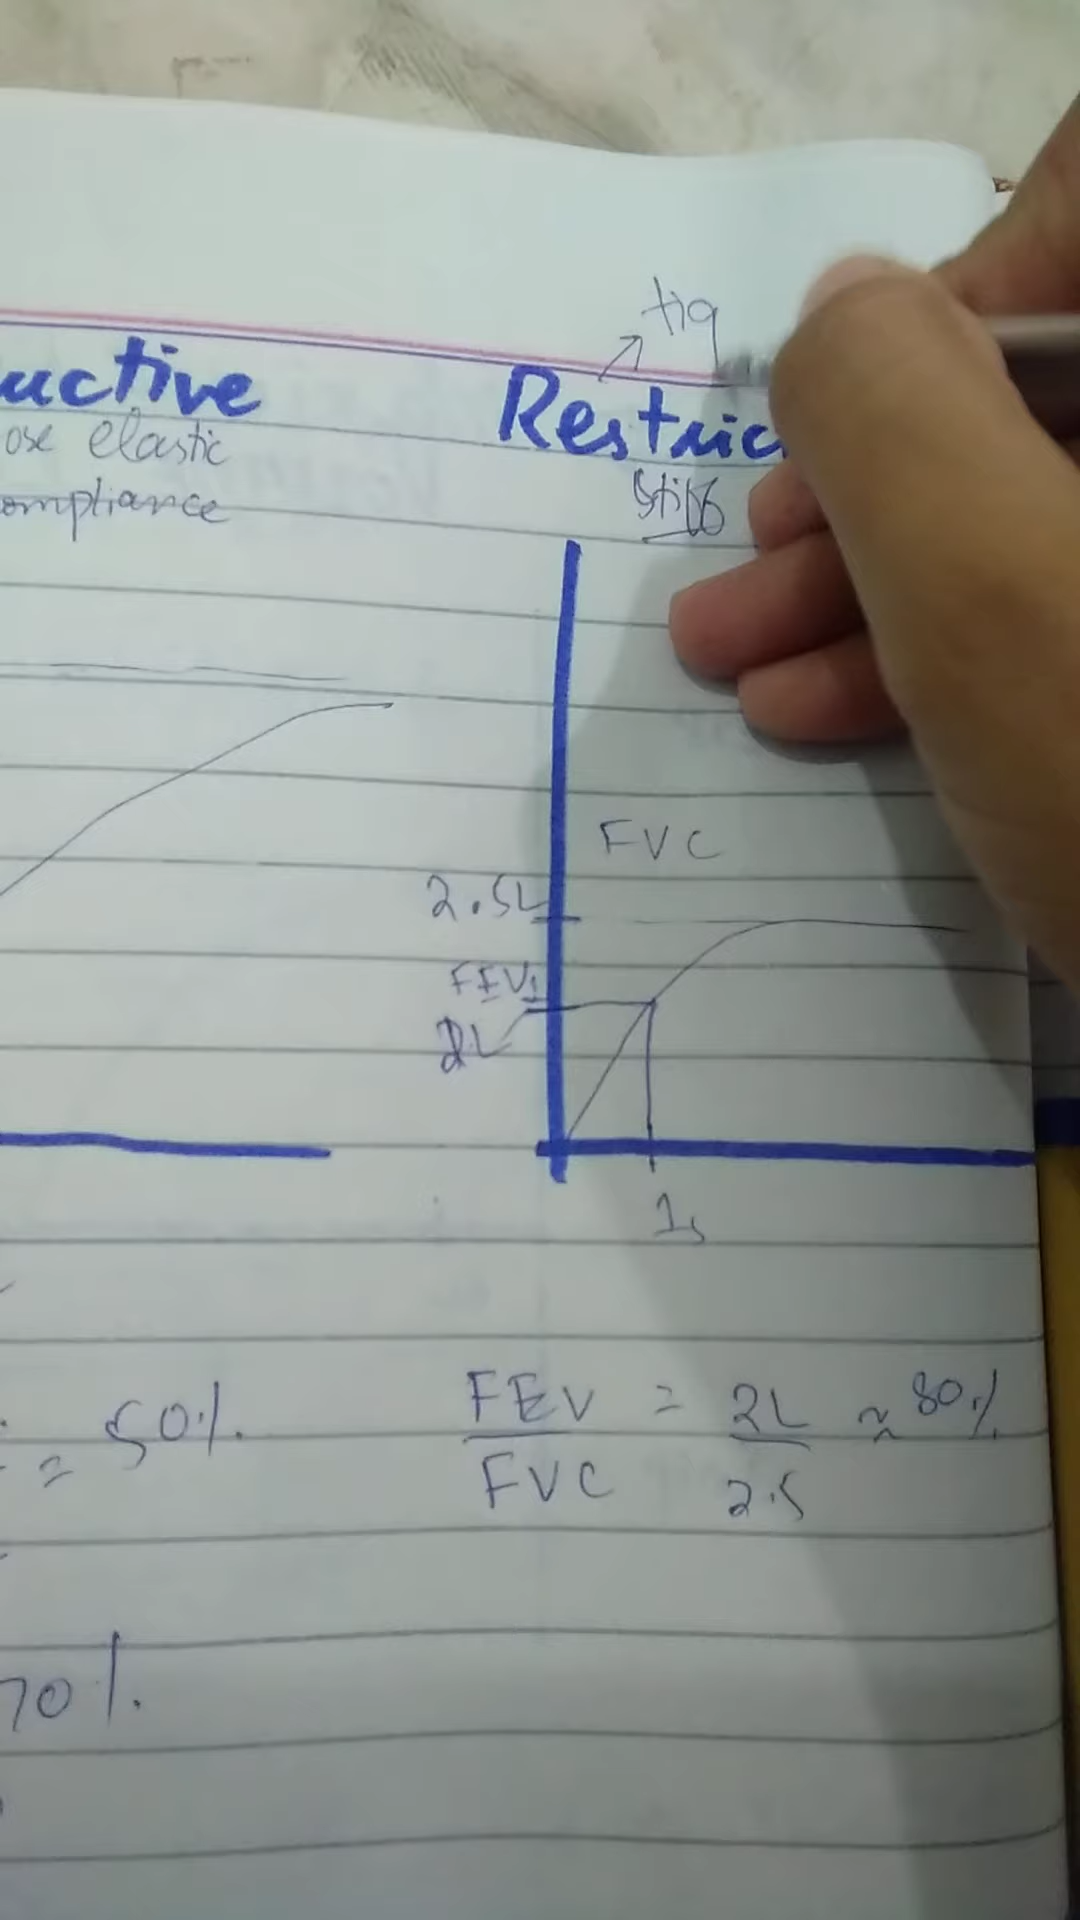 tig
uctive Restric
ose elastic
stiff
ompliance
FVC
2.5L
FEV1
2L
1s
= 50%. FEV = 2L ≈ 80%
FVC 2.5
70%.